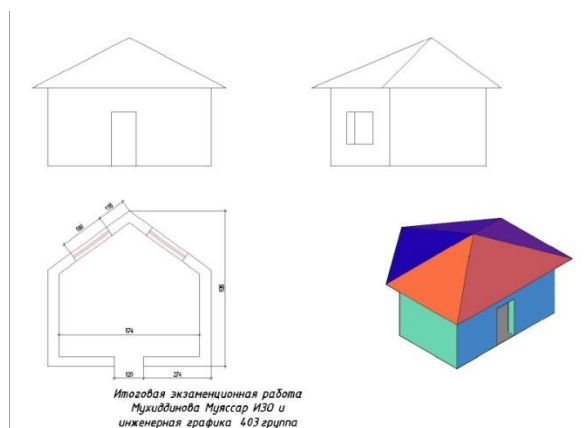 574
120
274
Итоговая экзаменционная работа
Мухиддинова Муяссар ИЗО и
инженерная графика 403 группа